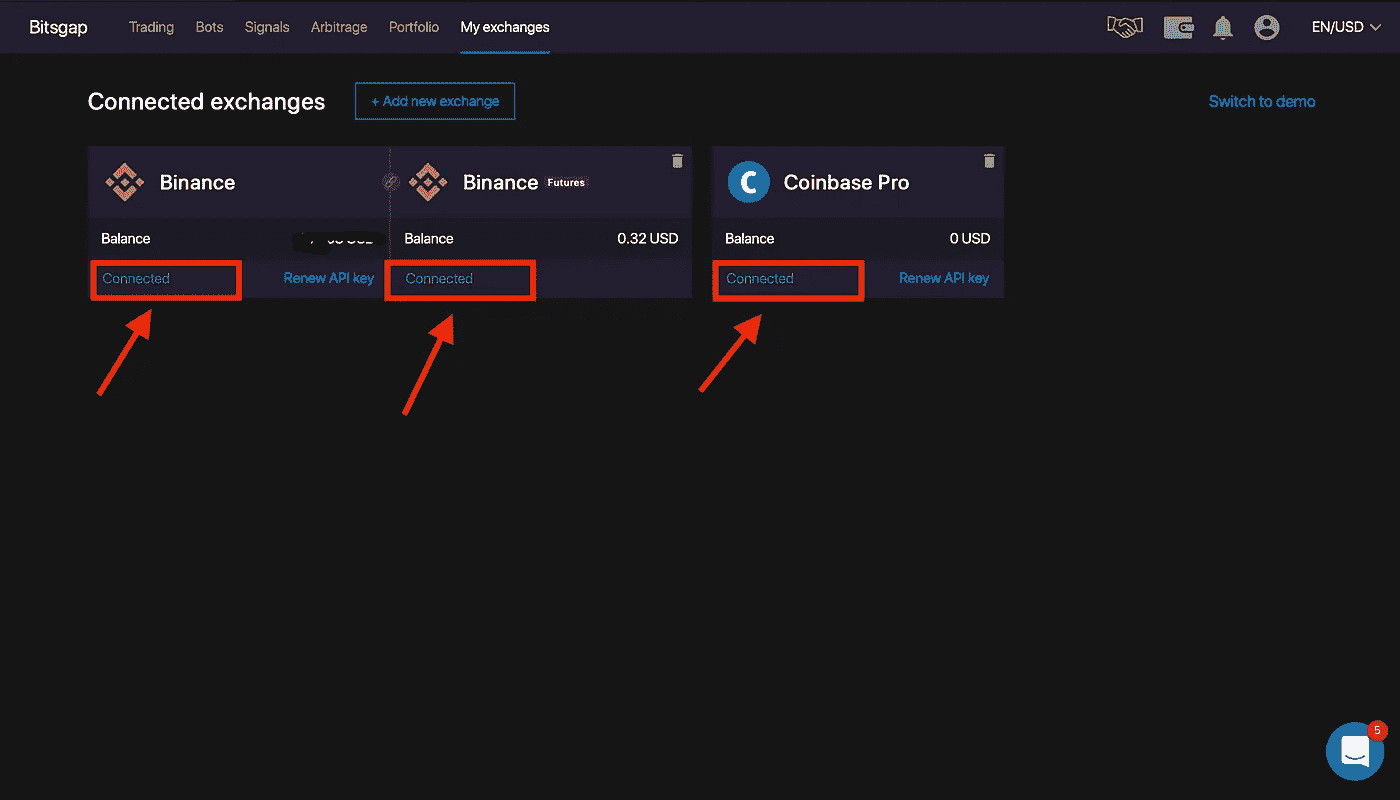 Bitsgap Trading Bots Signals Arbitrage Portfolio My exchanges EN/USD
Connected exchanges + Add new exchange Switch to demo
Binance Binance Futures C Coinbase Pro
Balance USD Balance 0.32 USD Balance 0 USD
Connected Renew API key Connected Connected Renew API key
5